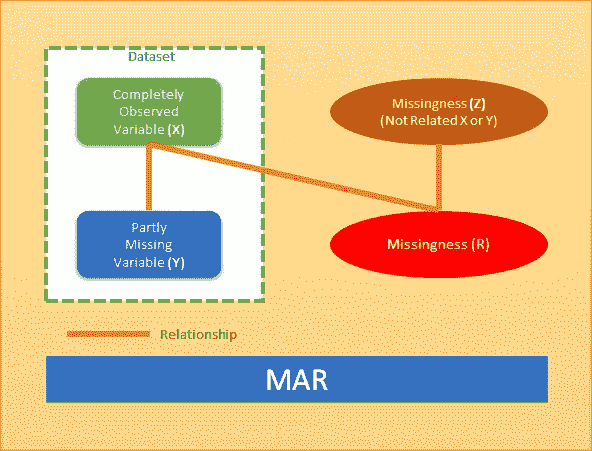 Dataset
Completely
Observed
Variable (X)
Missingness (Z)
(Not Related X or Y)
Partly
Missing
Variable (Y)
Missingness (R)
Relationship
MAR